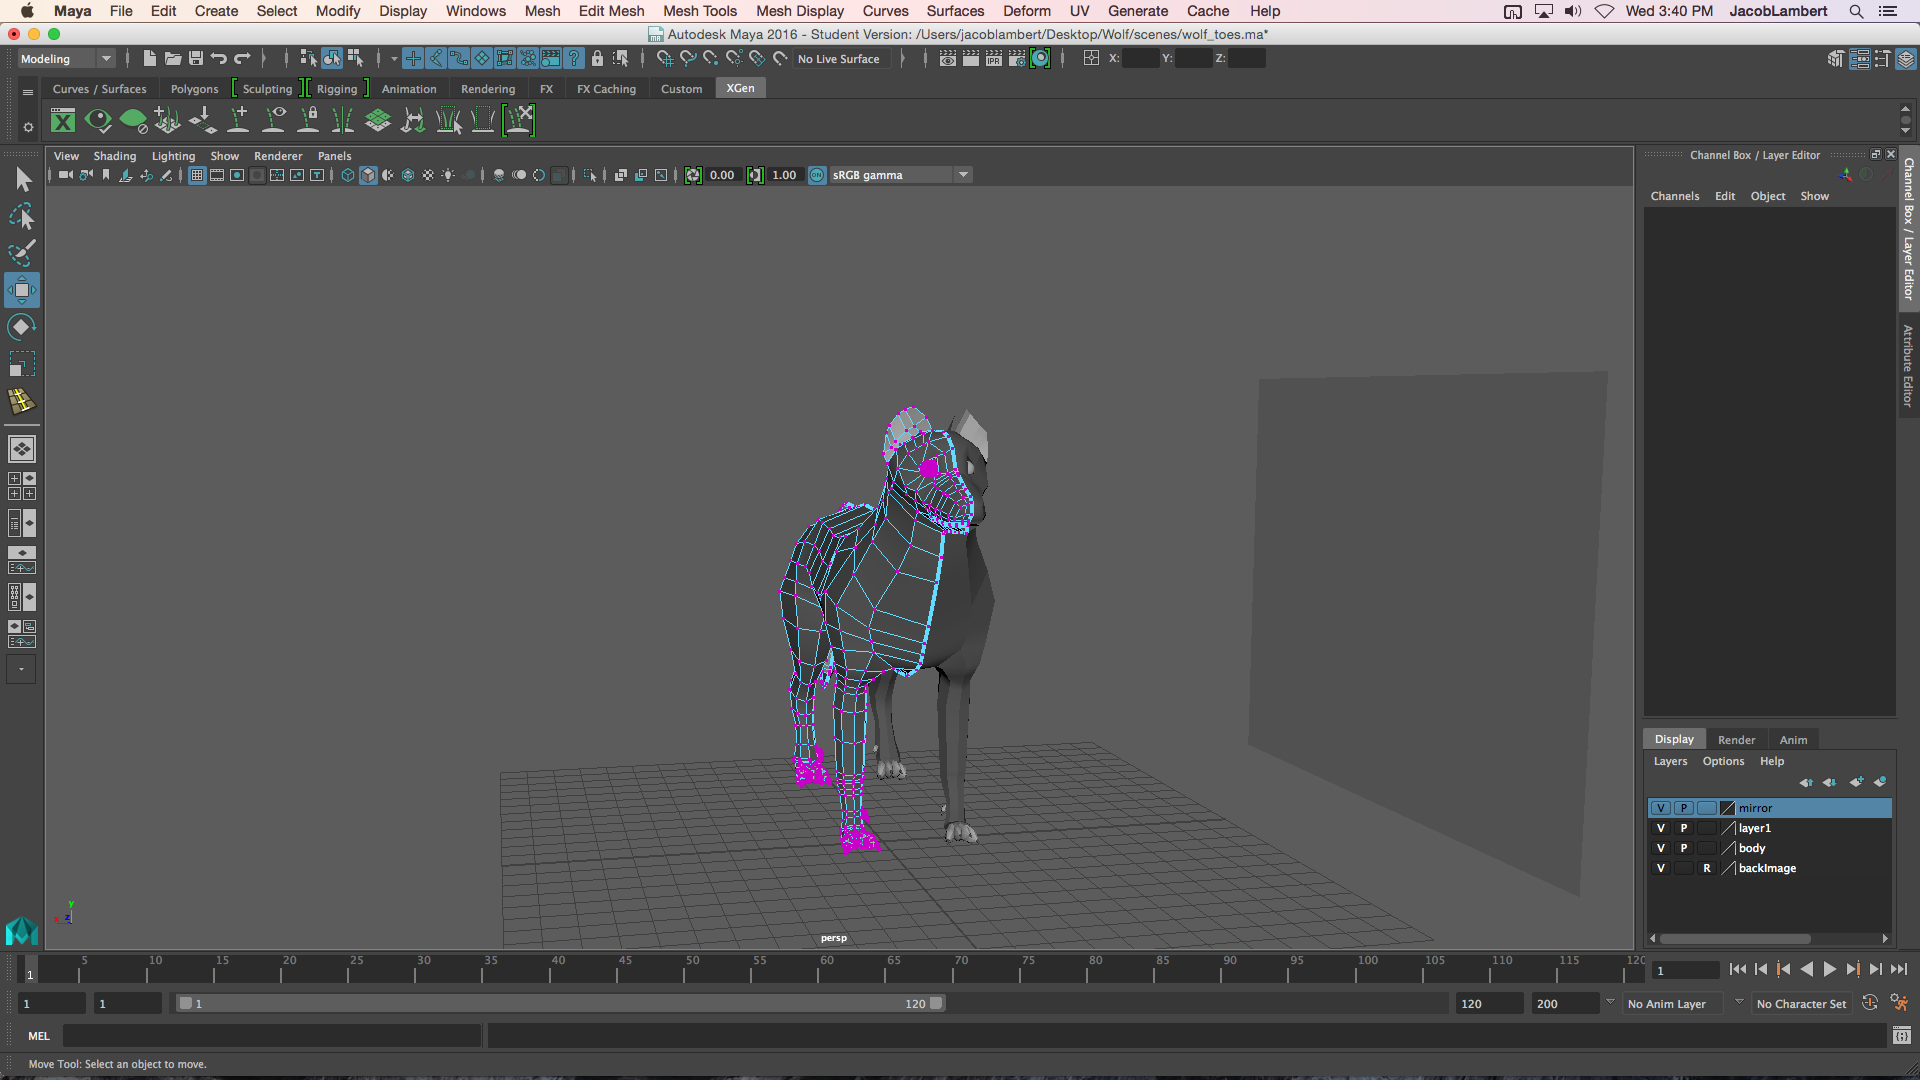 Maya File Edit Create Select Modify Display Windows Mesh Edit Mesh Mesh Tools Mesh Display Curves Surfaces Deform UV Generate Cache Help Wed 3:40 PM JacobLambert
Autodesk Maya 2016 - Student Version: /Users/jacoblambert/Desktop/Wolf/scenes/wolf_toes.ma*
Modeling No Live Surface IPR X: Y: Z:
Curves / Surfaces Polygons Sculpting Rigging Animation Rendering FX FX Caching Custom XGen
View Shading Lighting Show Renderer Panels
0.00 1.00 ON sRGB gamma
Channel Box / Layer Editor
Channels Edit Object Show
Channel Box / Layer Editor
Attribute Editor
Display Render Anim
Layers Options Help
V P mirror
V P layer1
V P body
V R backImage
y
z
persp
1 5 10 15 20 25 30 35 40 45 50 55 60 65 70 75 80 85 90 95 100 105 110 115 120 1
1 1 1 120 120 200 No Anim Layer No Character Set
MEL
Move Tool: Select an object to move.